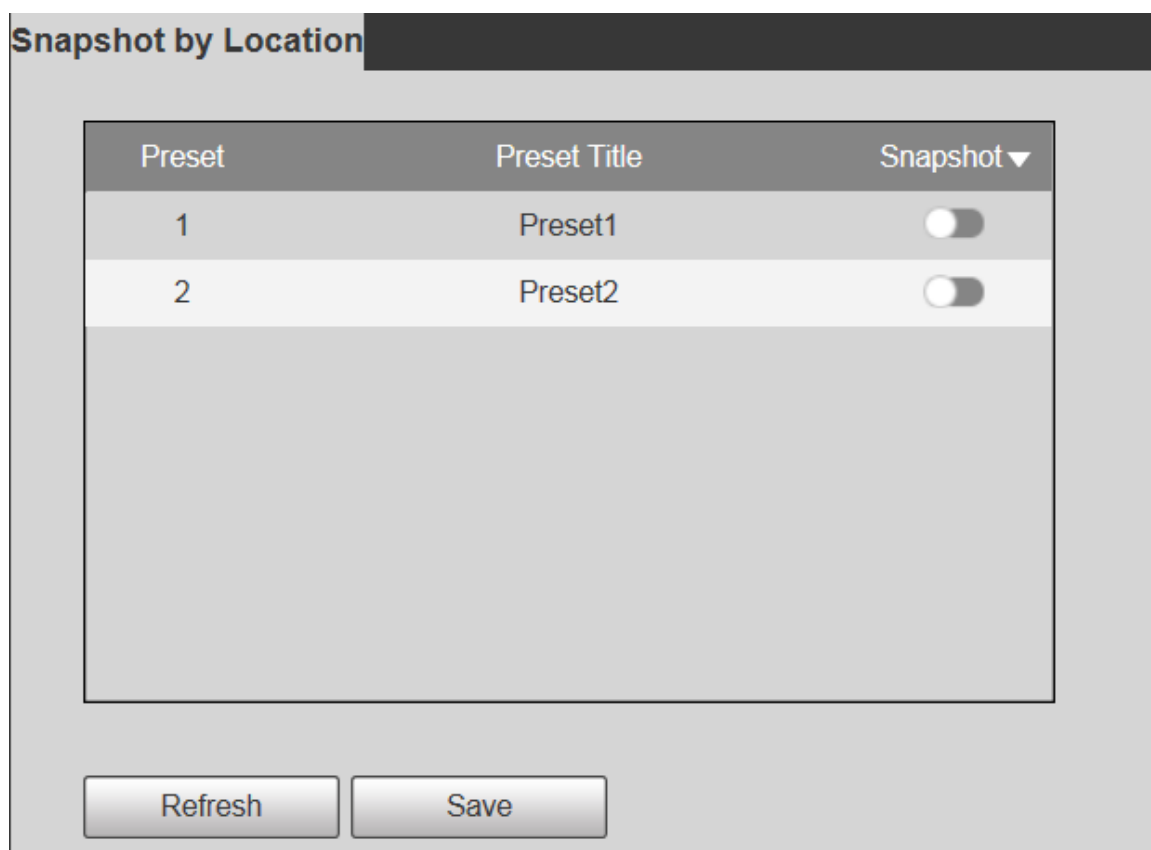 Snapshot by Location
Preset Preset Title Snapshot
1 Preset1
2 Preset2
Refresh Save